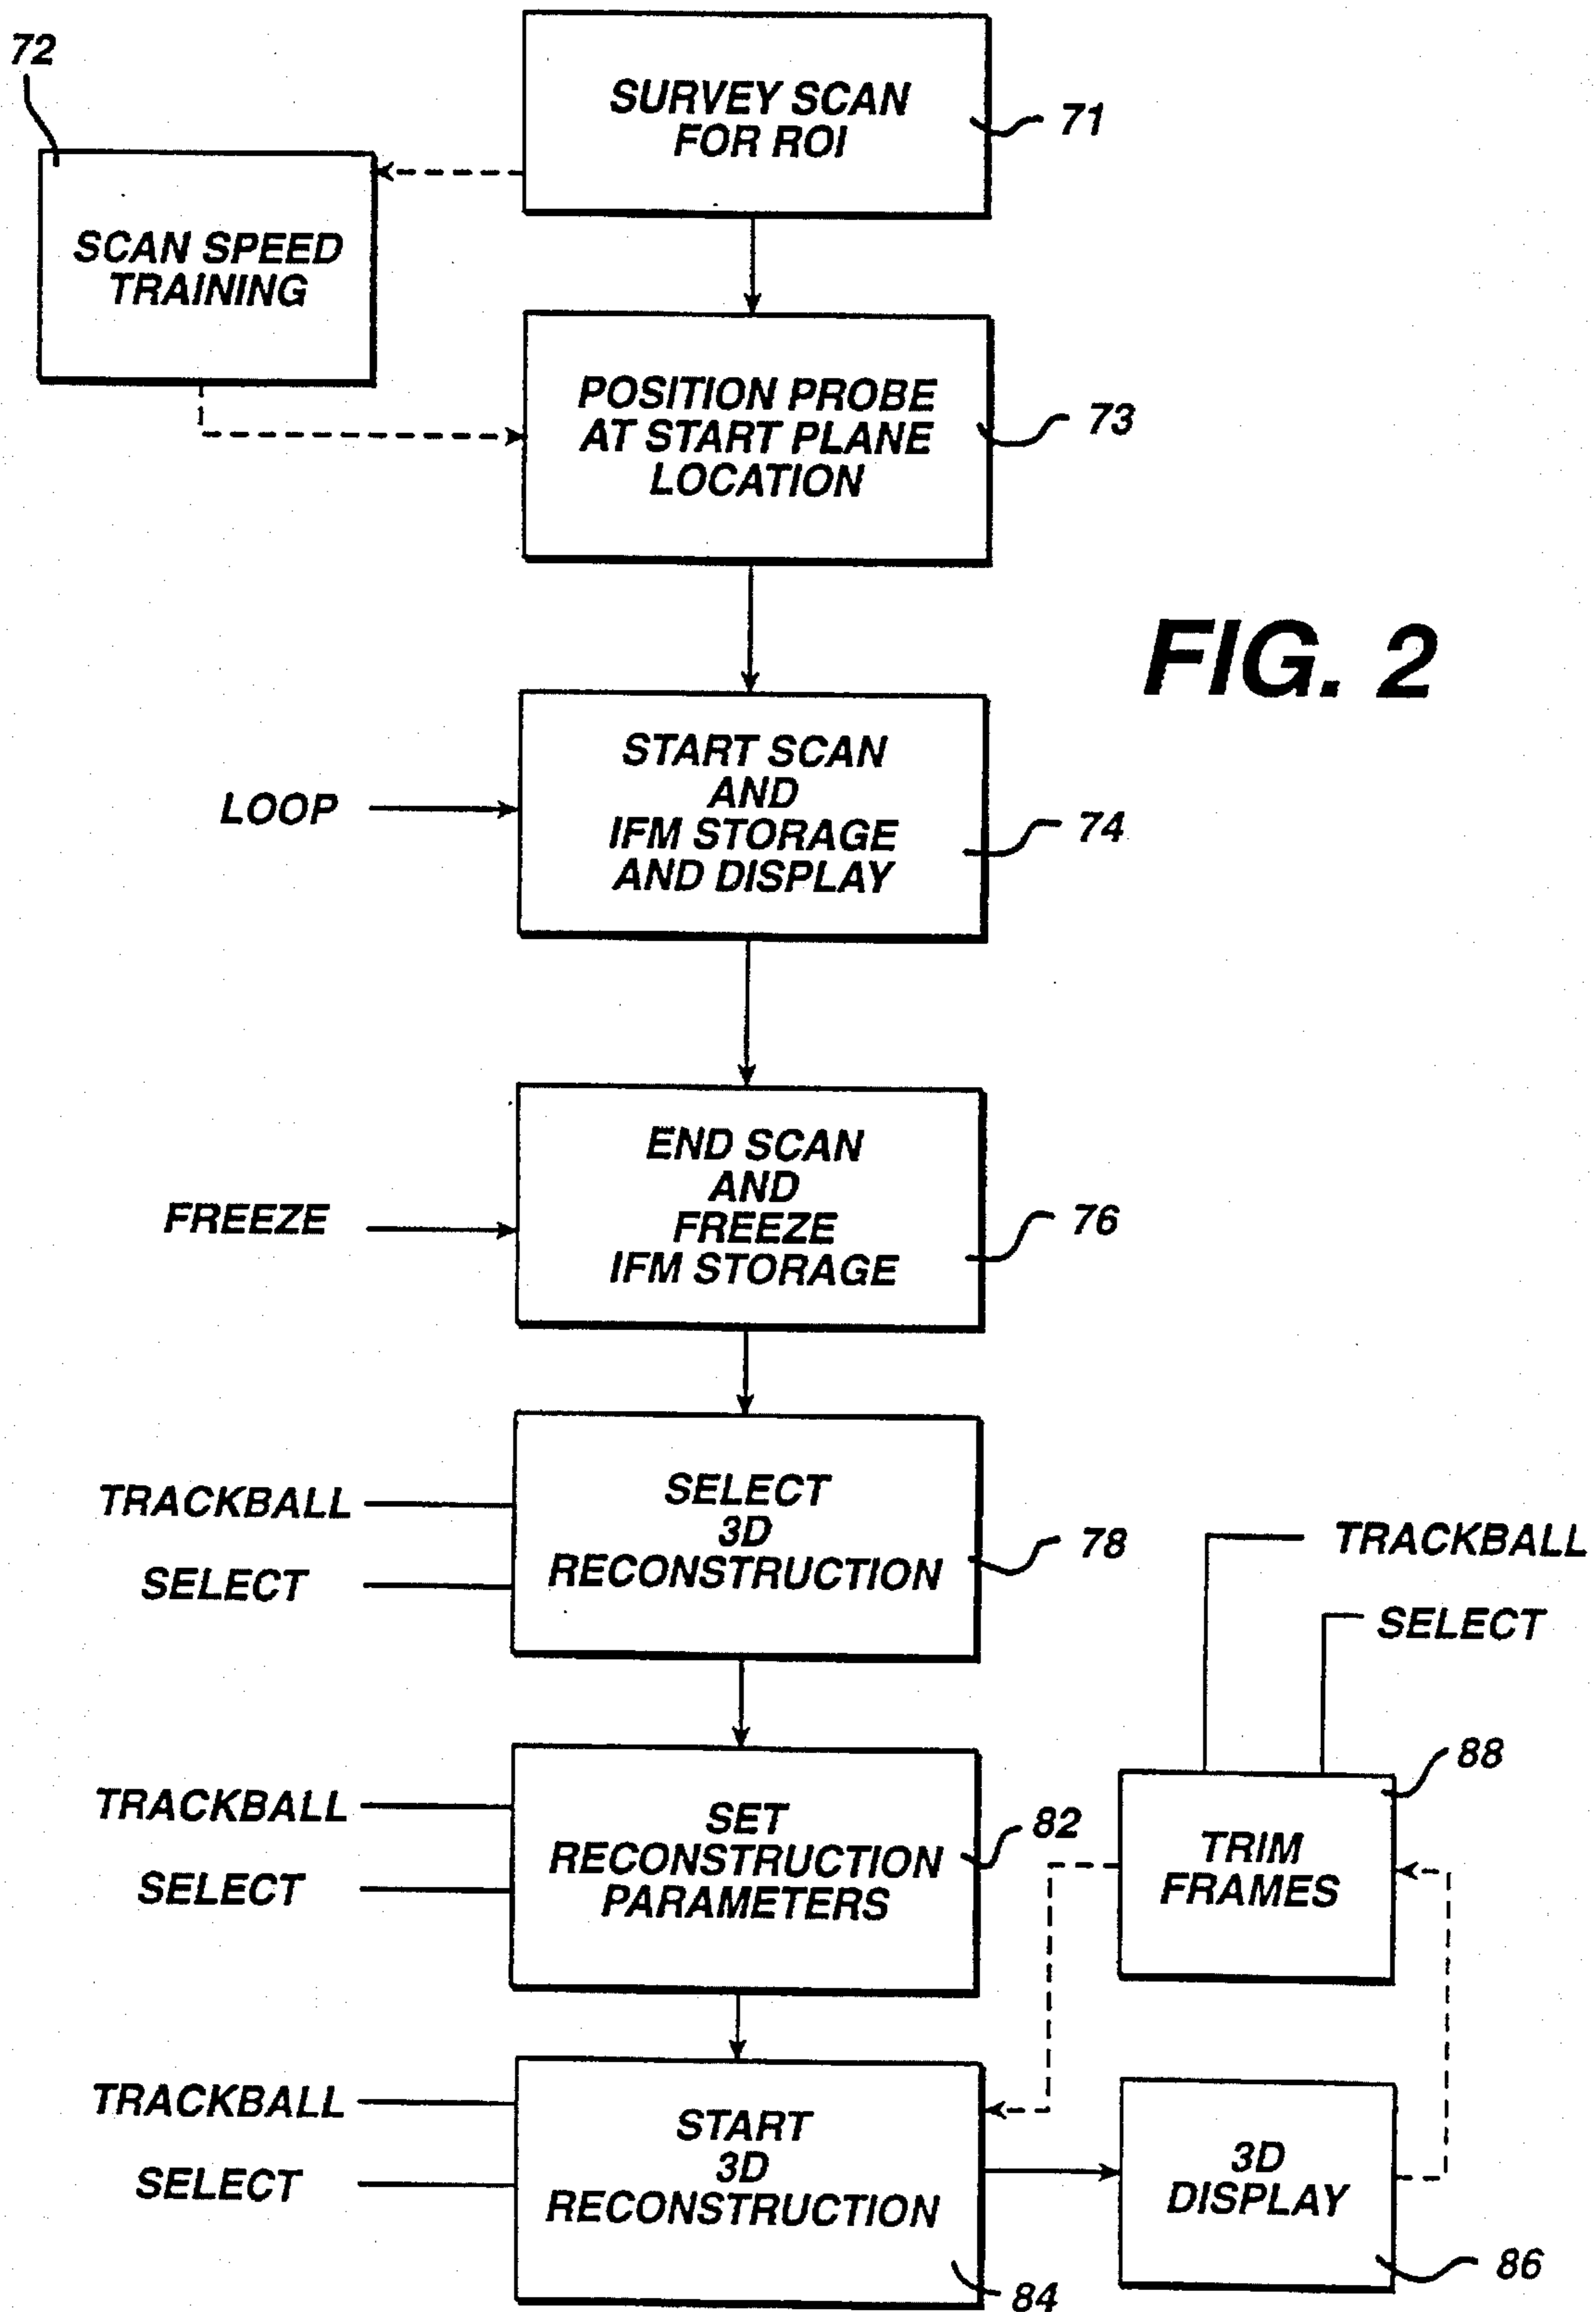 72
SURVEY SCAN
FOR ROI
71
SCAN SPEED
TRAINING
POSITION PROBE
AT START PLANE
LOCATION
73
FIG. 2
LOOP
START SCAN
AND
IFM STORAGE
AND DISPLAY
74
FREEZE
END SCAN
AND
FREEZE
IFM STORAGE
76
TRACKBALL
SELECT
SELECT
3D
RECONSTRUCTION
78
TRACKBALL
SELECT
TRACKBALL
SELECT
SET
RECONSTRUCTION
PARAMETERS
82
88
TRIM
FRAMES
TRACKBALL
SELECT
START
3D
RECONSTRUCTION
84
3D
DISPLAY
86